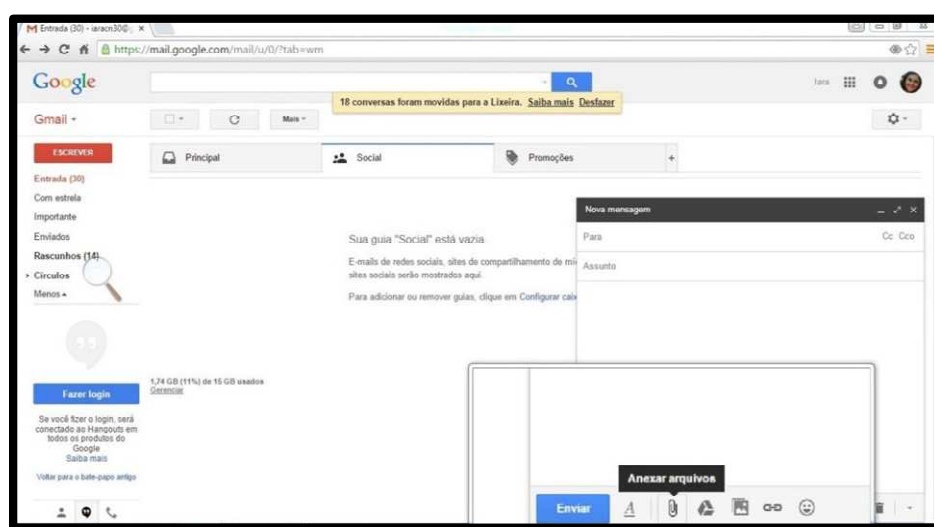 Entrada (30) - iaracn30@
https://mail.google.com/mail/u/0/?tab=wm
Google
Iara
18 conversas foram movidas para a Lixeira. Saiba mais Desfazer
Gmail
Mais
ESCREVER
Principal
Social
Promoções
+
Entrada (30)
Com estrela
Importante
Enviados
Rascunhos (14)
Círculos
Menos
Sua guia "Social" está vazia
E-mails de redes sociais, sites de compartilhamento de mí
sites sociais serão mostrados aqui.
Para adicionar ou remover guias, clique em Configurar caix
Nova mensagem
Para
Cc Cco
Assunto
1,74 GB (11%) de 15 GB usados
Gerenciar
Fazer login
Se você fizer o login, será
conectado ao Hangouts em
todos os produtos do
Google
Saiba mais
Voltar para o bate-papo antigo
Anexar arquivos
Enviar
A